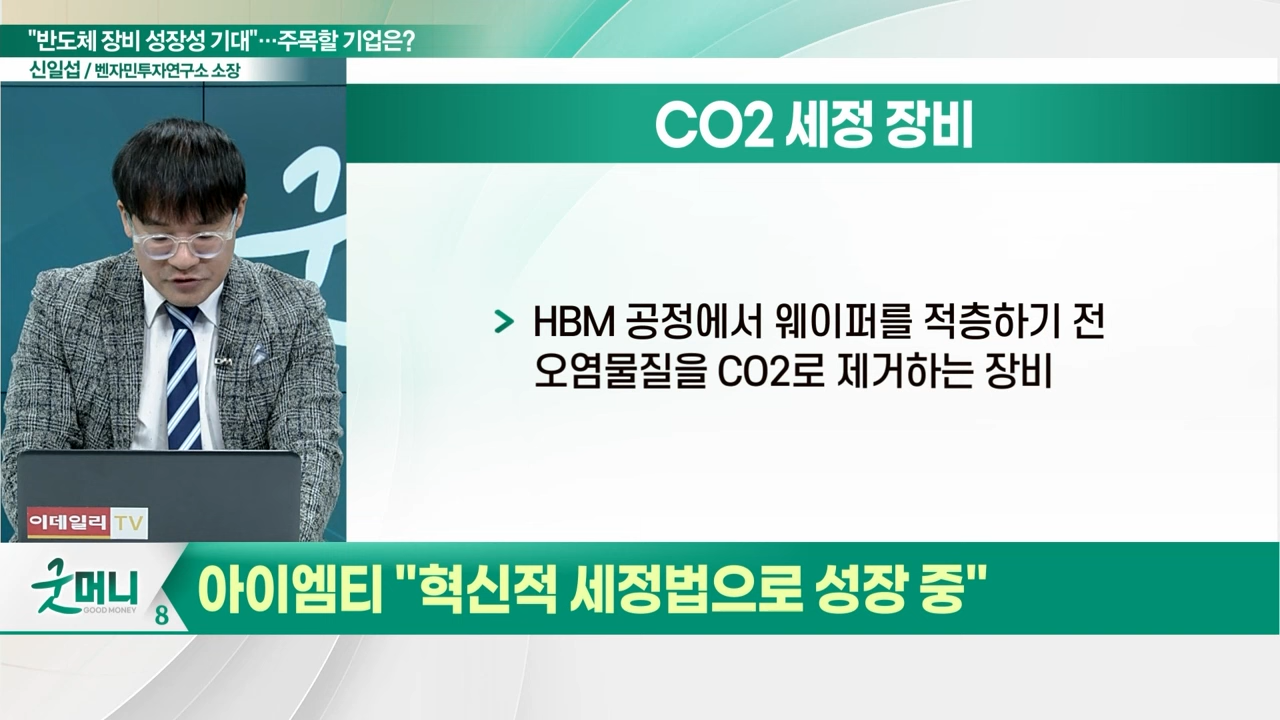 "반도체 장비 성장성 기대"…주목할 기업은?
신일섭 / 벤자민투자연구소 소장
CO2 세정 장비
> HBM 공정에서 웨이퍼를 적층하기 전
오염물질을 CO2로 제거하는 장비
이데일리 TV
굿머니
GOOD MONEY
8
아이엠티 "혁신적 세정법으로 성장 중"